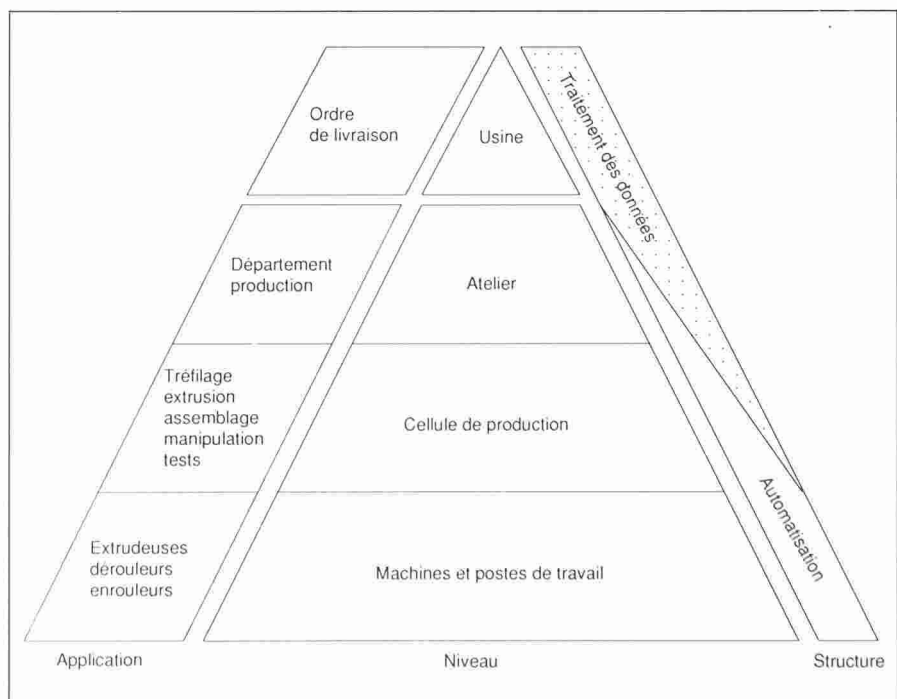 Ordre
de livraison
Usine
Traitement des données
Département
production
Atelier
Tréfilage
extrusion
assemblage
manipulation
tests
Cellule de production
Automatisation
Extrudeuses
dérouleurs
enrouleurs
Machines et postes de travail
Application
Niveau
Structure